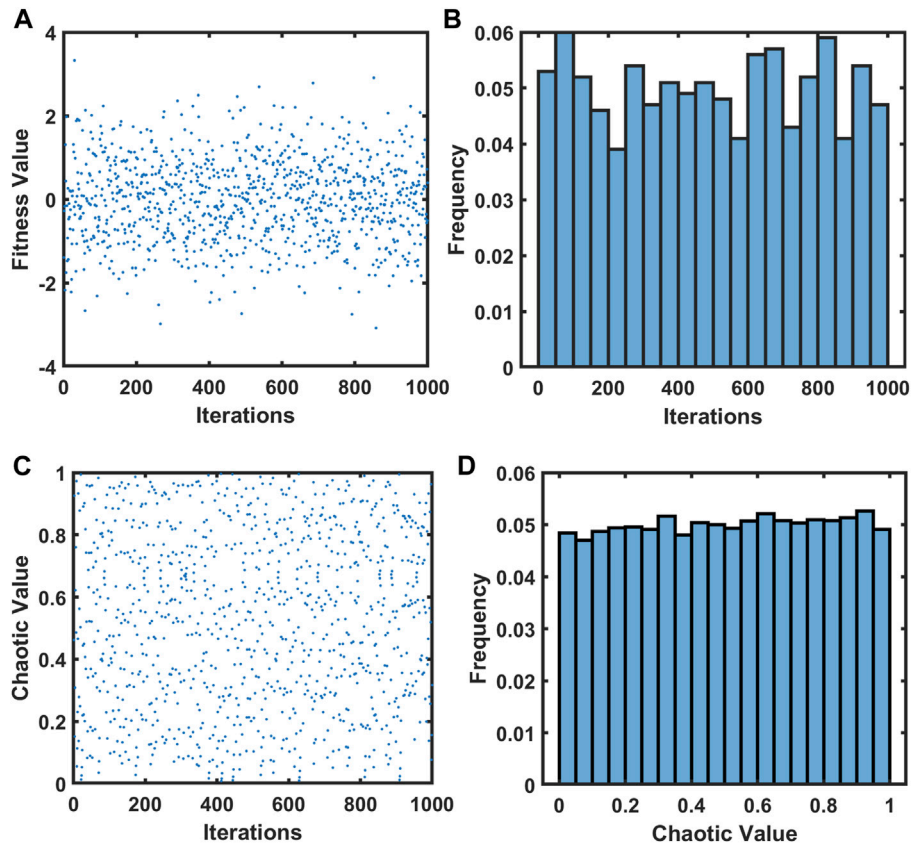 A
4
2
0
-2
-4
Fitness Value
0 200 400 600 800 1000
Iterations
B
0.06
0.05
0.04
0.03
0.02
0.01
0
Frequency
0 200 400 600 800 1000
Iterations
C
1
0.8
0.6
0.4
0.2
0
Chaotic Value
0 200 400 600 800 1000
Iterations
D
0.06
0.05
0.04
0.03
0.02
0.01
0
Frequency
0 0.2 0.4 0.6 0.8 1
Chaotic Value